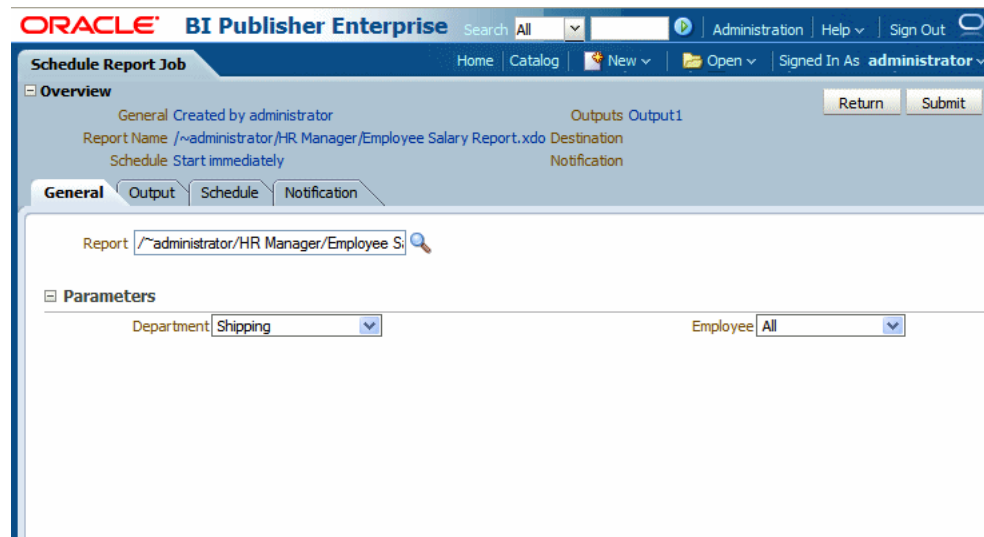 ORACLE BI Publisher Enterprise Search All Administration Help Sign Out
Schedule Report Job Home Catalog New Open Signed In As administrator
Overview
Return Submit
General Created by administrator Outputs Output1
Report Name /~administrator/HR Manager/Employee Salary Report.xdo Destination
Schedule Start immediately Notification
General Output Schedule Notification
Report /~administrator/HR Manager/Employee Sa
Parameters
Department Shipping Employee All